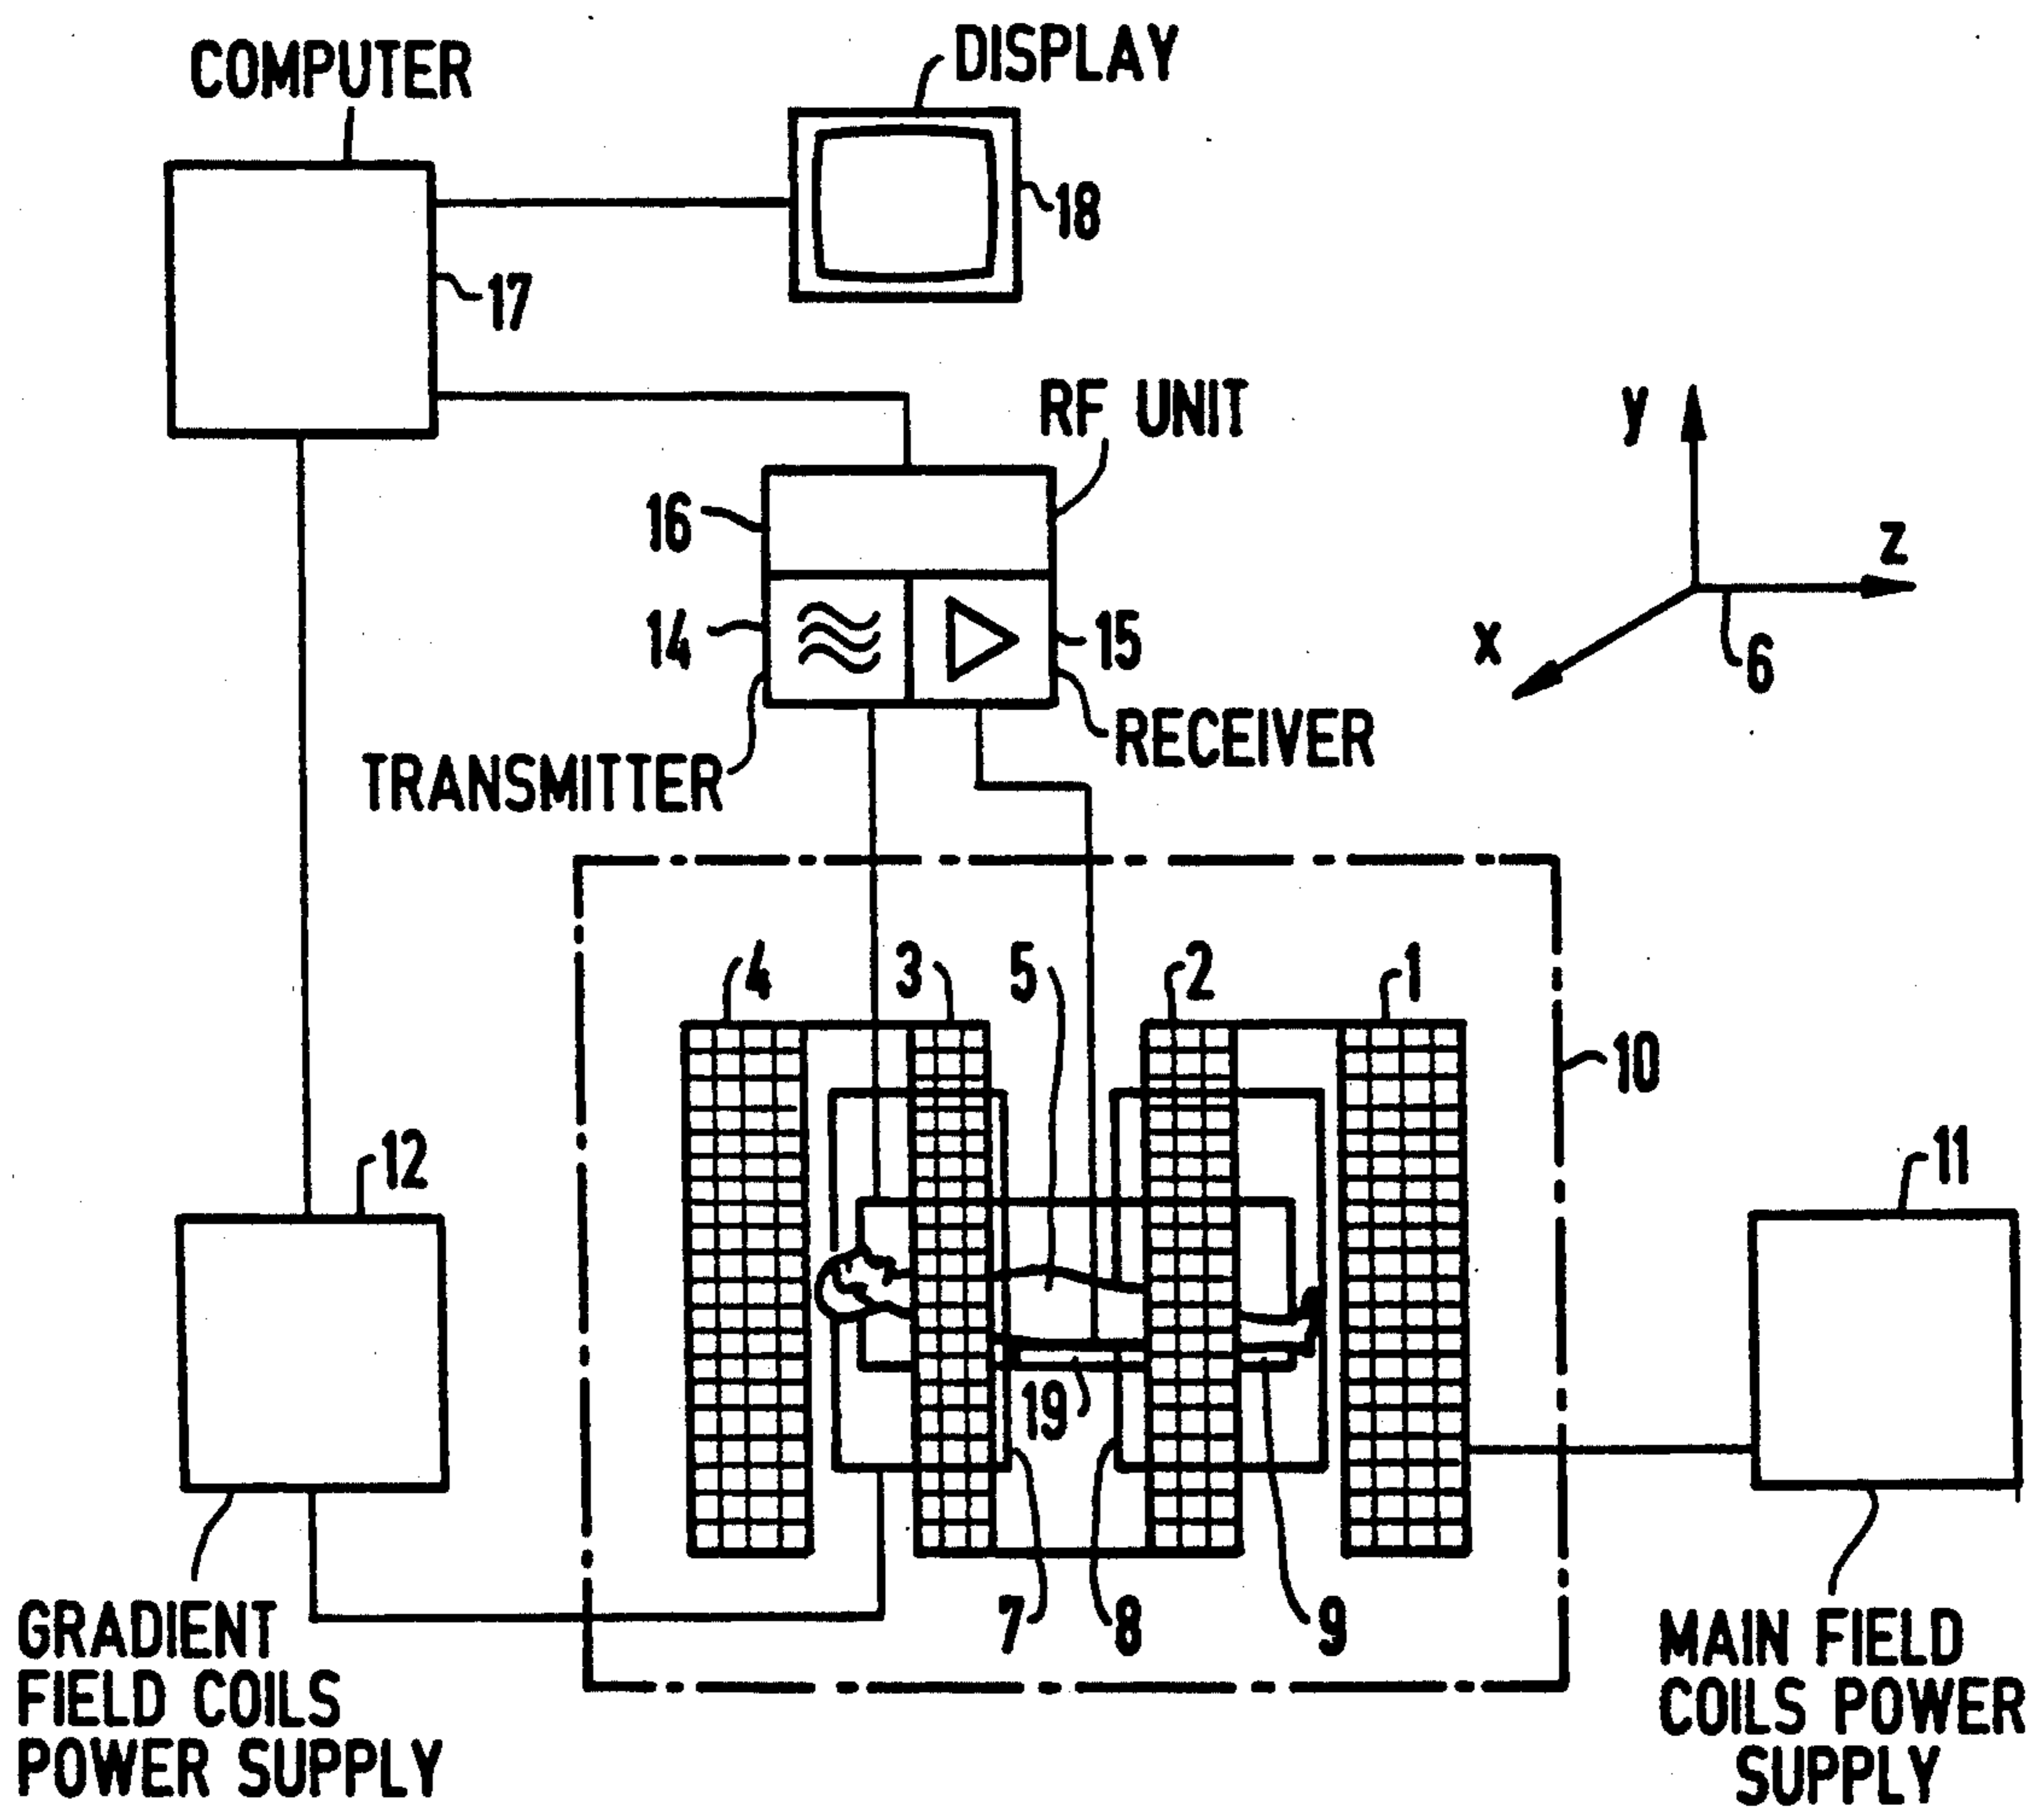 COMPUTER
DISPLAY
18
17
RF UNIT
16
y
z
x
6
14
15
TRANSMITTER
RECEIVER
4
3
5
2
1
10
12
11
19
7
8
9
GRADIENT
FIELD COILS
POWER SUPPLY
MAIN FIELD
COILS POWER
SUPPLY